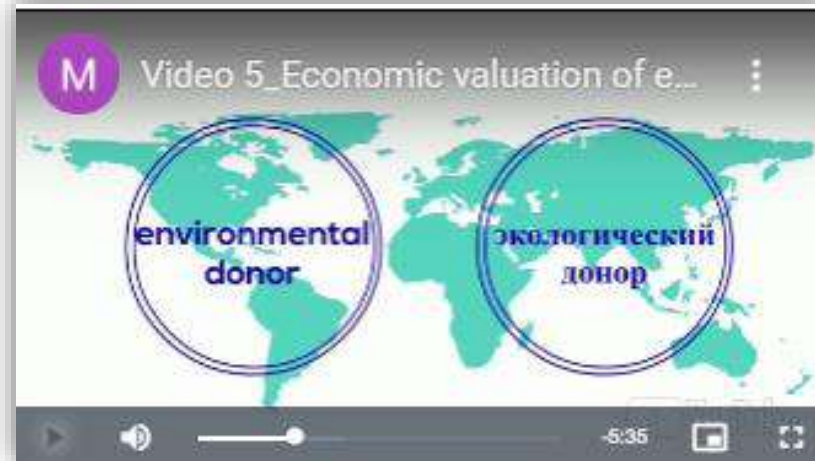 M
Video 5_Economic valuation of e...
environmental
donor
экологический
донор
-5:35